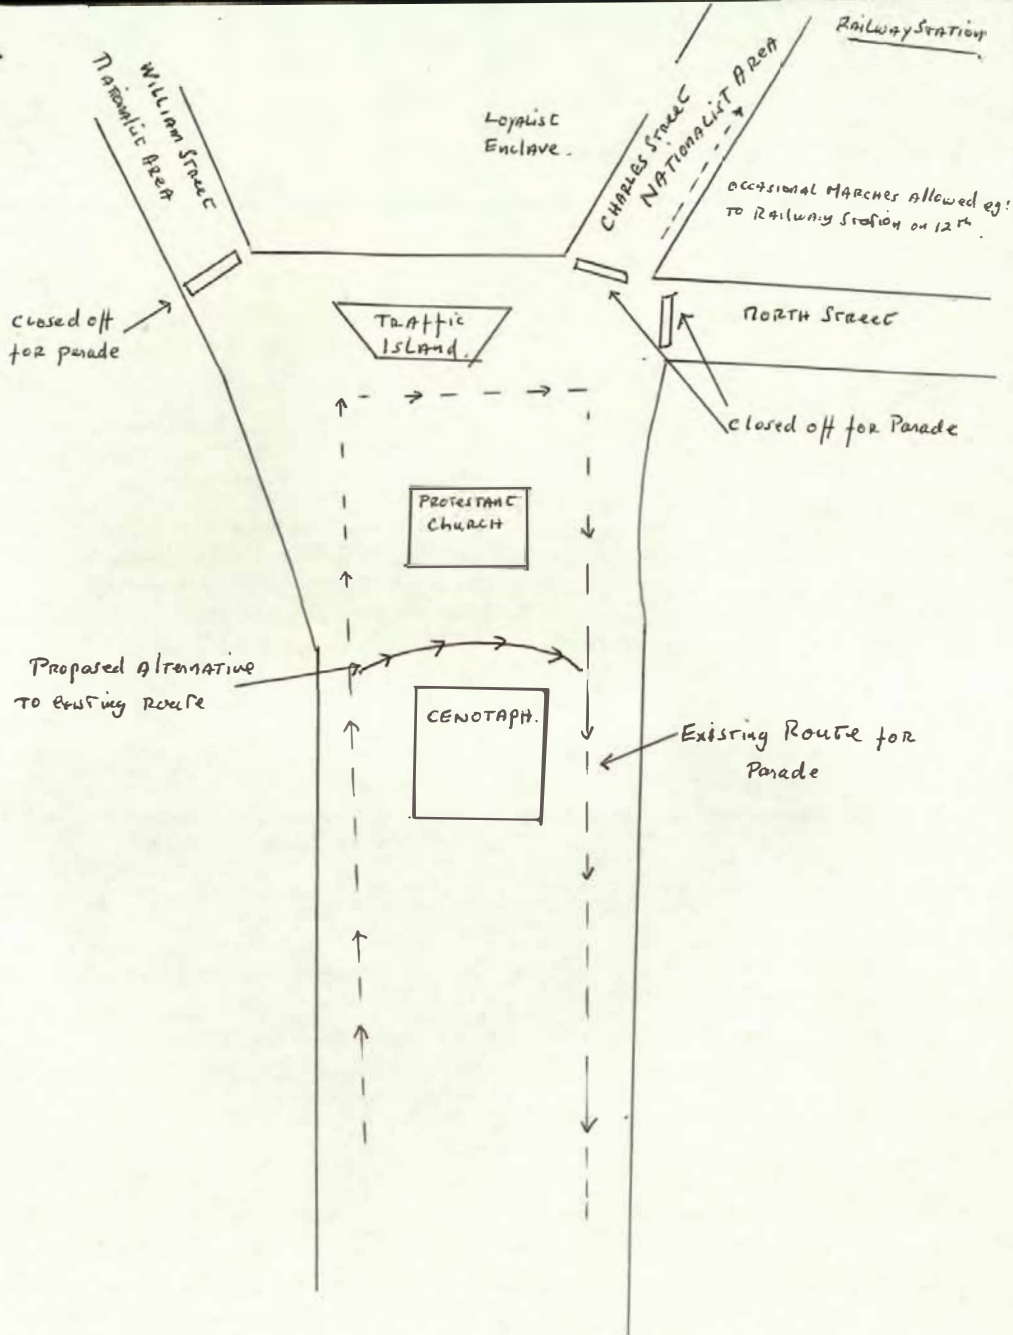 RAILWAY STATION
WILLIAM STREET
NATIONALIST AREA
LOYALIST
ENCLAVE.
CHARLES STREET
NATIONALIST AREA
OCCASIONAL MARCHES Allowed eg:
TO RAILWAY Station on 12th.
Closed off
for parade
TRAffic
ISLAND.
NORTH STREET
Closed off for Parade
PROTESTANT
CHURCH
Proposed AlternATive
TO existing Route
CENOTAPH.
Existing Route for
Parade